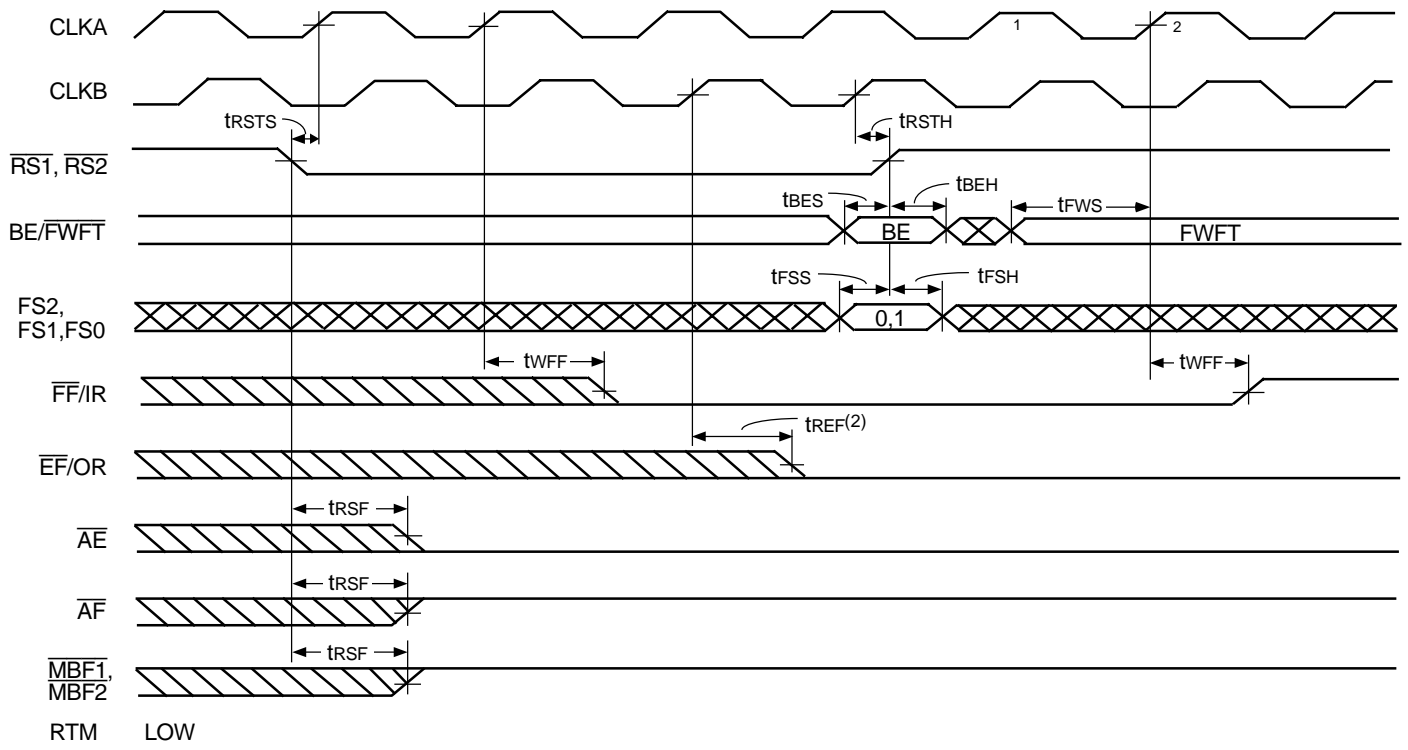 CLKA
1
2
CLKB
tRSTS
tRSTH
RS1, RS2
tBES
tBEH
tFWS
BE/FWFT
BE
FWFT
tFSS
tFSH
FS2,
FS1,FS0
0,1
tWFF
tWFF
FF/IR
tREF(2)
EF/OR
tRSF
AE
tRSF
AF
tRSF
MBF1,
MBF2
RTM LOW